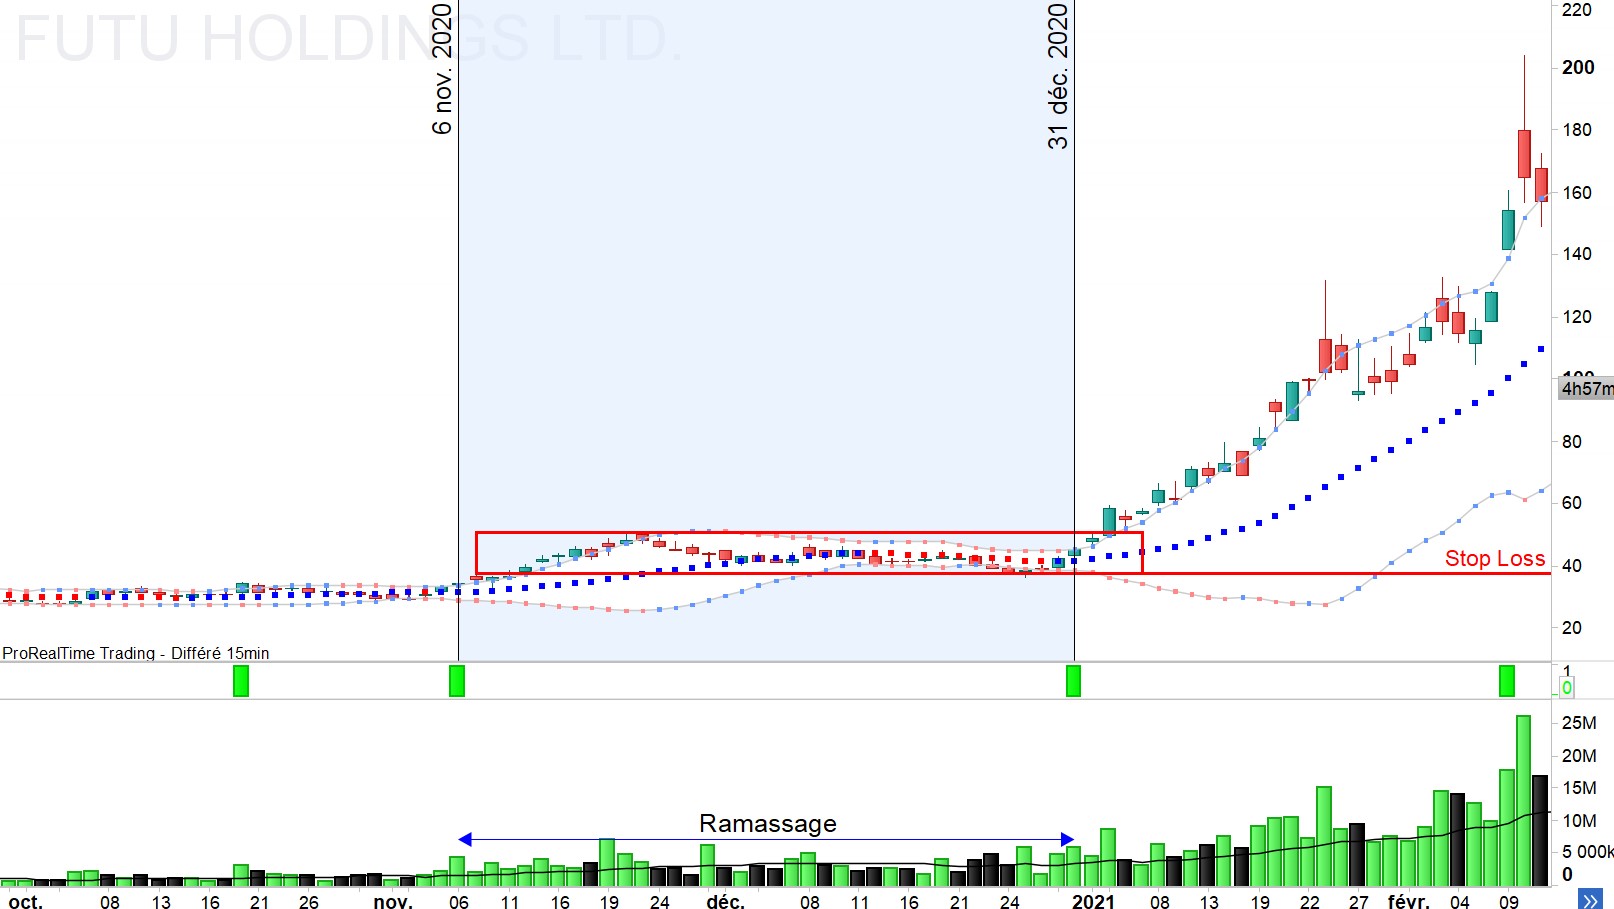 FUTU HOLDINGS LTD.
6 nov. 2020
31 déc. 2020
220
200
180
160
140
120
100
4h57m
80
60
Stop Loss
40
20
ProRealTime Trading - Différé 15min
1
0
25M
20M
15M
10M
5 000k
0
Ramassage
oct. 08 13 16 21 26 nov. 06 11 16 19 24 déc. 08 11 16 21 24 2021 08 13 19 22 27 févr. 04 09